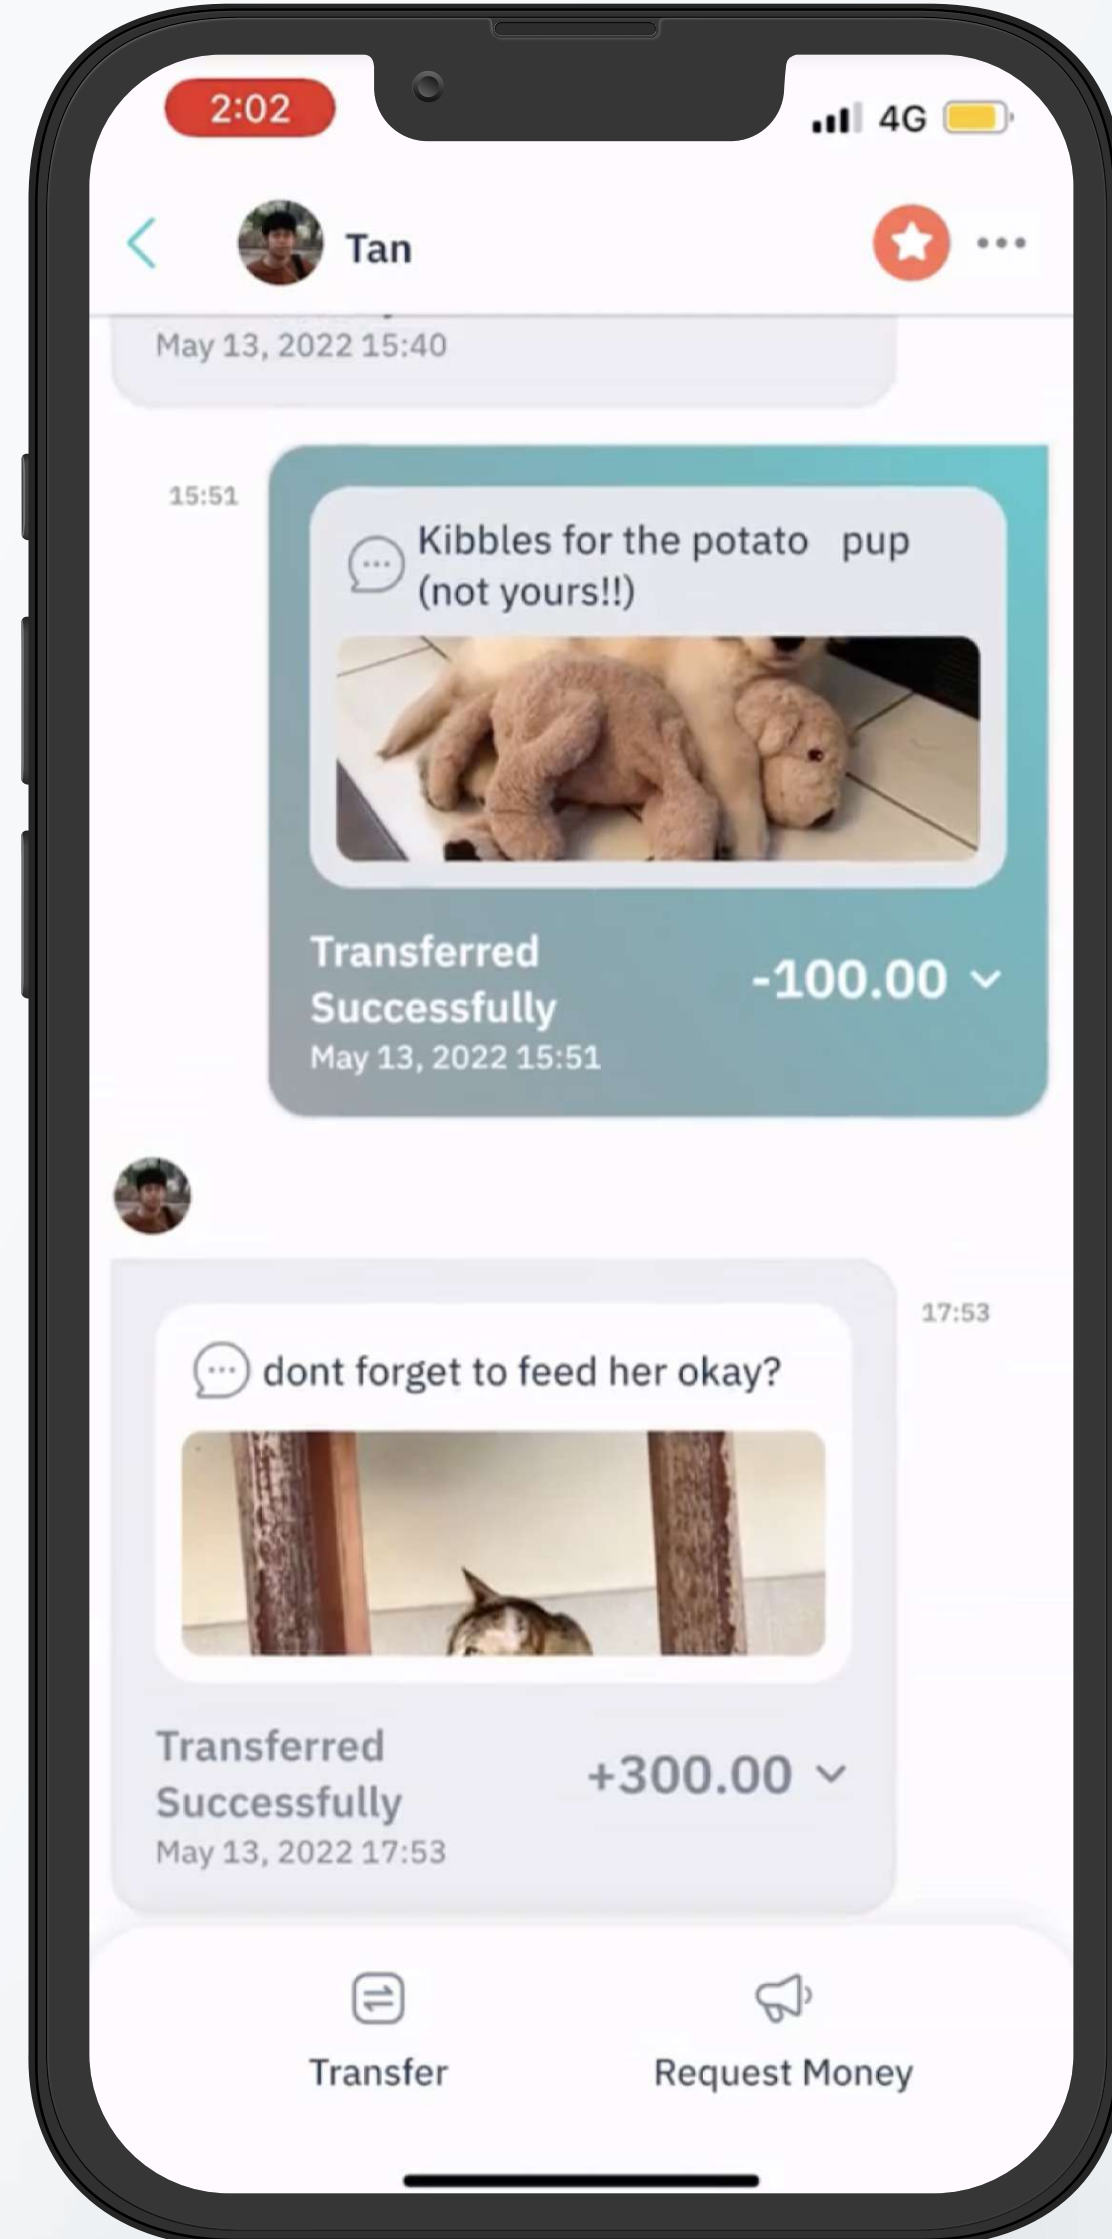 2:02
4G
Tan
May 13, 2022 15:40
15:51
Kibbles for the potato pup
(not yours!!)
Transferred
Successfully
-100.00
May 13, 2022 15:51
17:53
dont forget to feed her okay?
Transferred
Successfully
+300.00
May 13, 2022 17:53
Transfer
Request Money